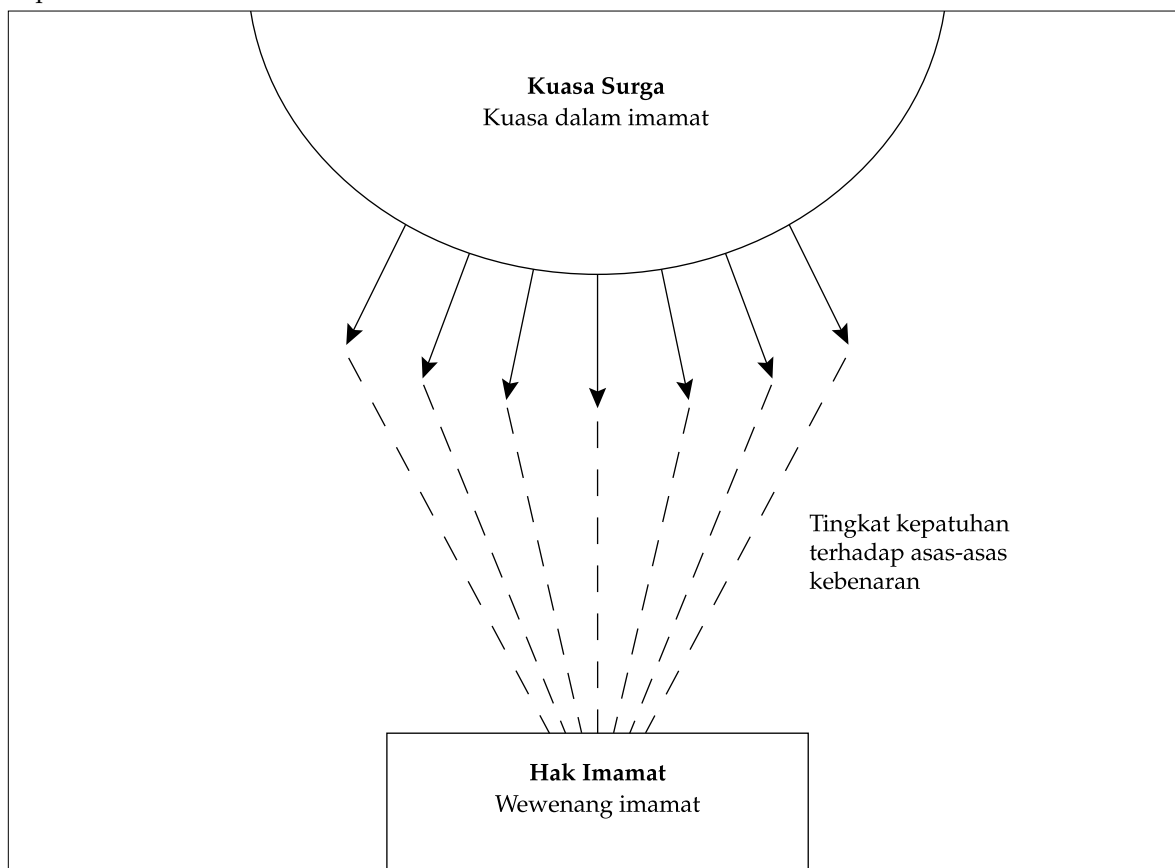 Kuasa Surga
Kuasa dalam imamat
Tingkat kepatuhan
terhadap asas-asas
kebenaran
Hak Imamat
Wewenang imamat